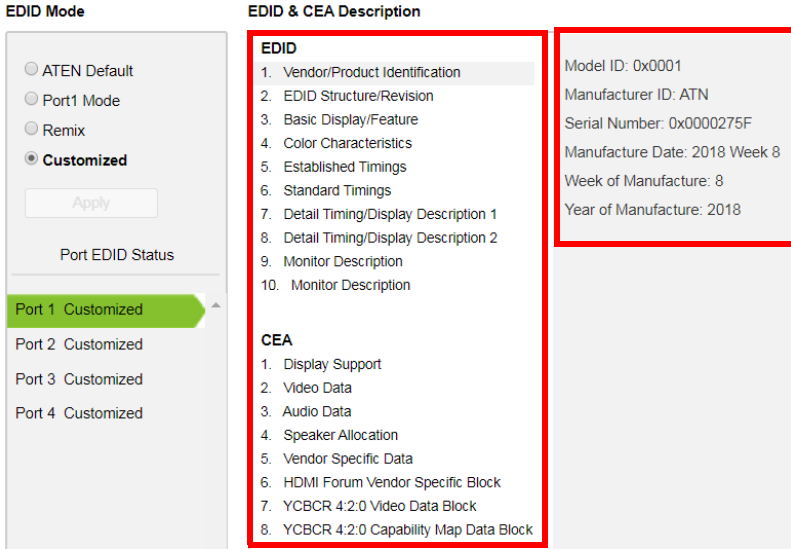 EDID Mode
ATEN Default
Port1 Mode
Remix
Customized
Apply
Port EDID Status
Port 1 Customized
Port 2 Customized
Port 3 Customized
Port 4 Customized
EDID & CEA Description
EDID
1. Vendor/Product Identification
2. EDID Structure/Revision
3. Basic Display/Feature
4. Color Characteristics
5. Established Timings
6. Standard Timings
7. Detail Timing/Display Description 1
8. Detail Timing/Display Description 2
9. Monitor Description
10. Monitor Description
CEA
1. Display Support
2. Video Data
3. Audio Data
4. Speaker Allocation
5. Vendor Specific Data
6. HDMI Forum Vendor Specific Block
7. YCBCR 4:2:0 Video Data Block
8. YCBCR 4:2:0 Capability Map Data Block
Model ID: 0x0001
Manufacturer ID: ATN
Serial Number: 0x0000275F
Manufacture Date: 2018 Week 8
Week of Manufacture: 8
Year of Manufacture: 2018